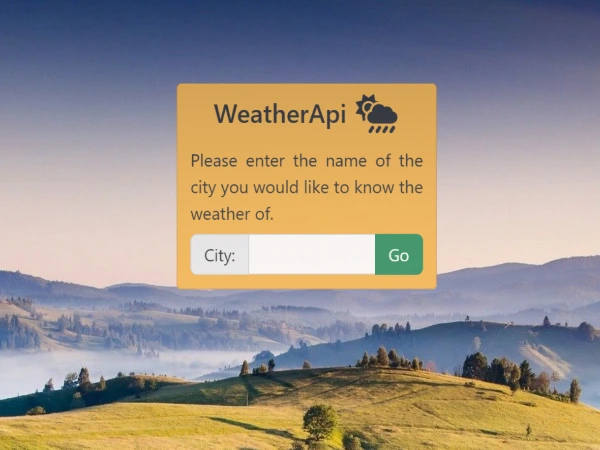 WeatherApi
Please enter the name of the
city you would like to know the
weather of.
City:
Go